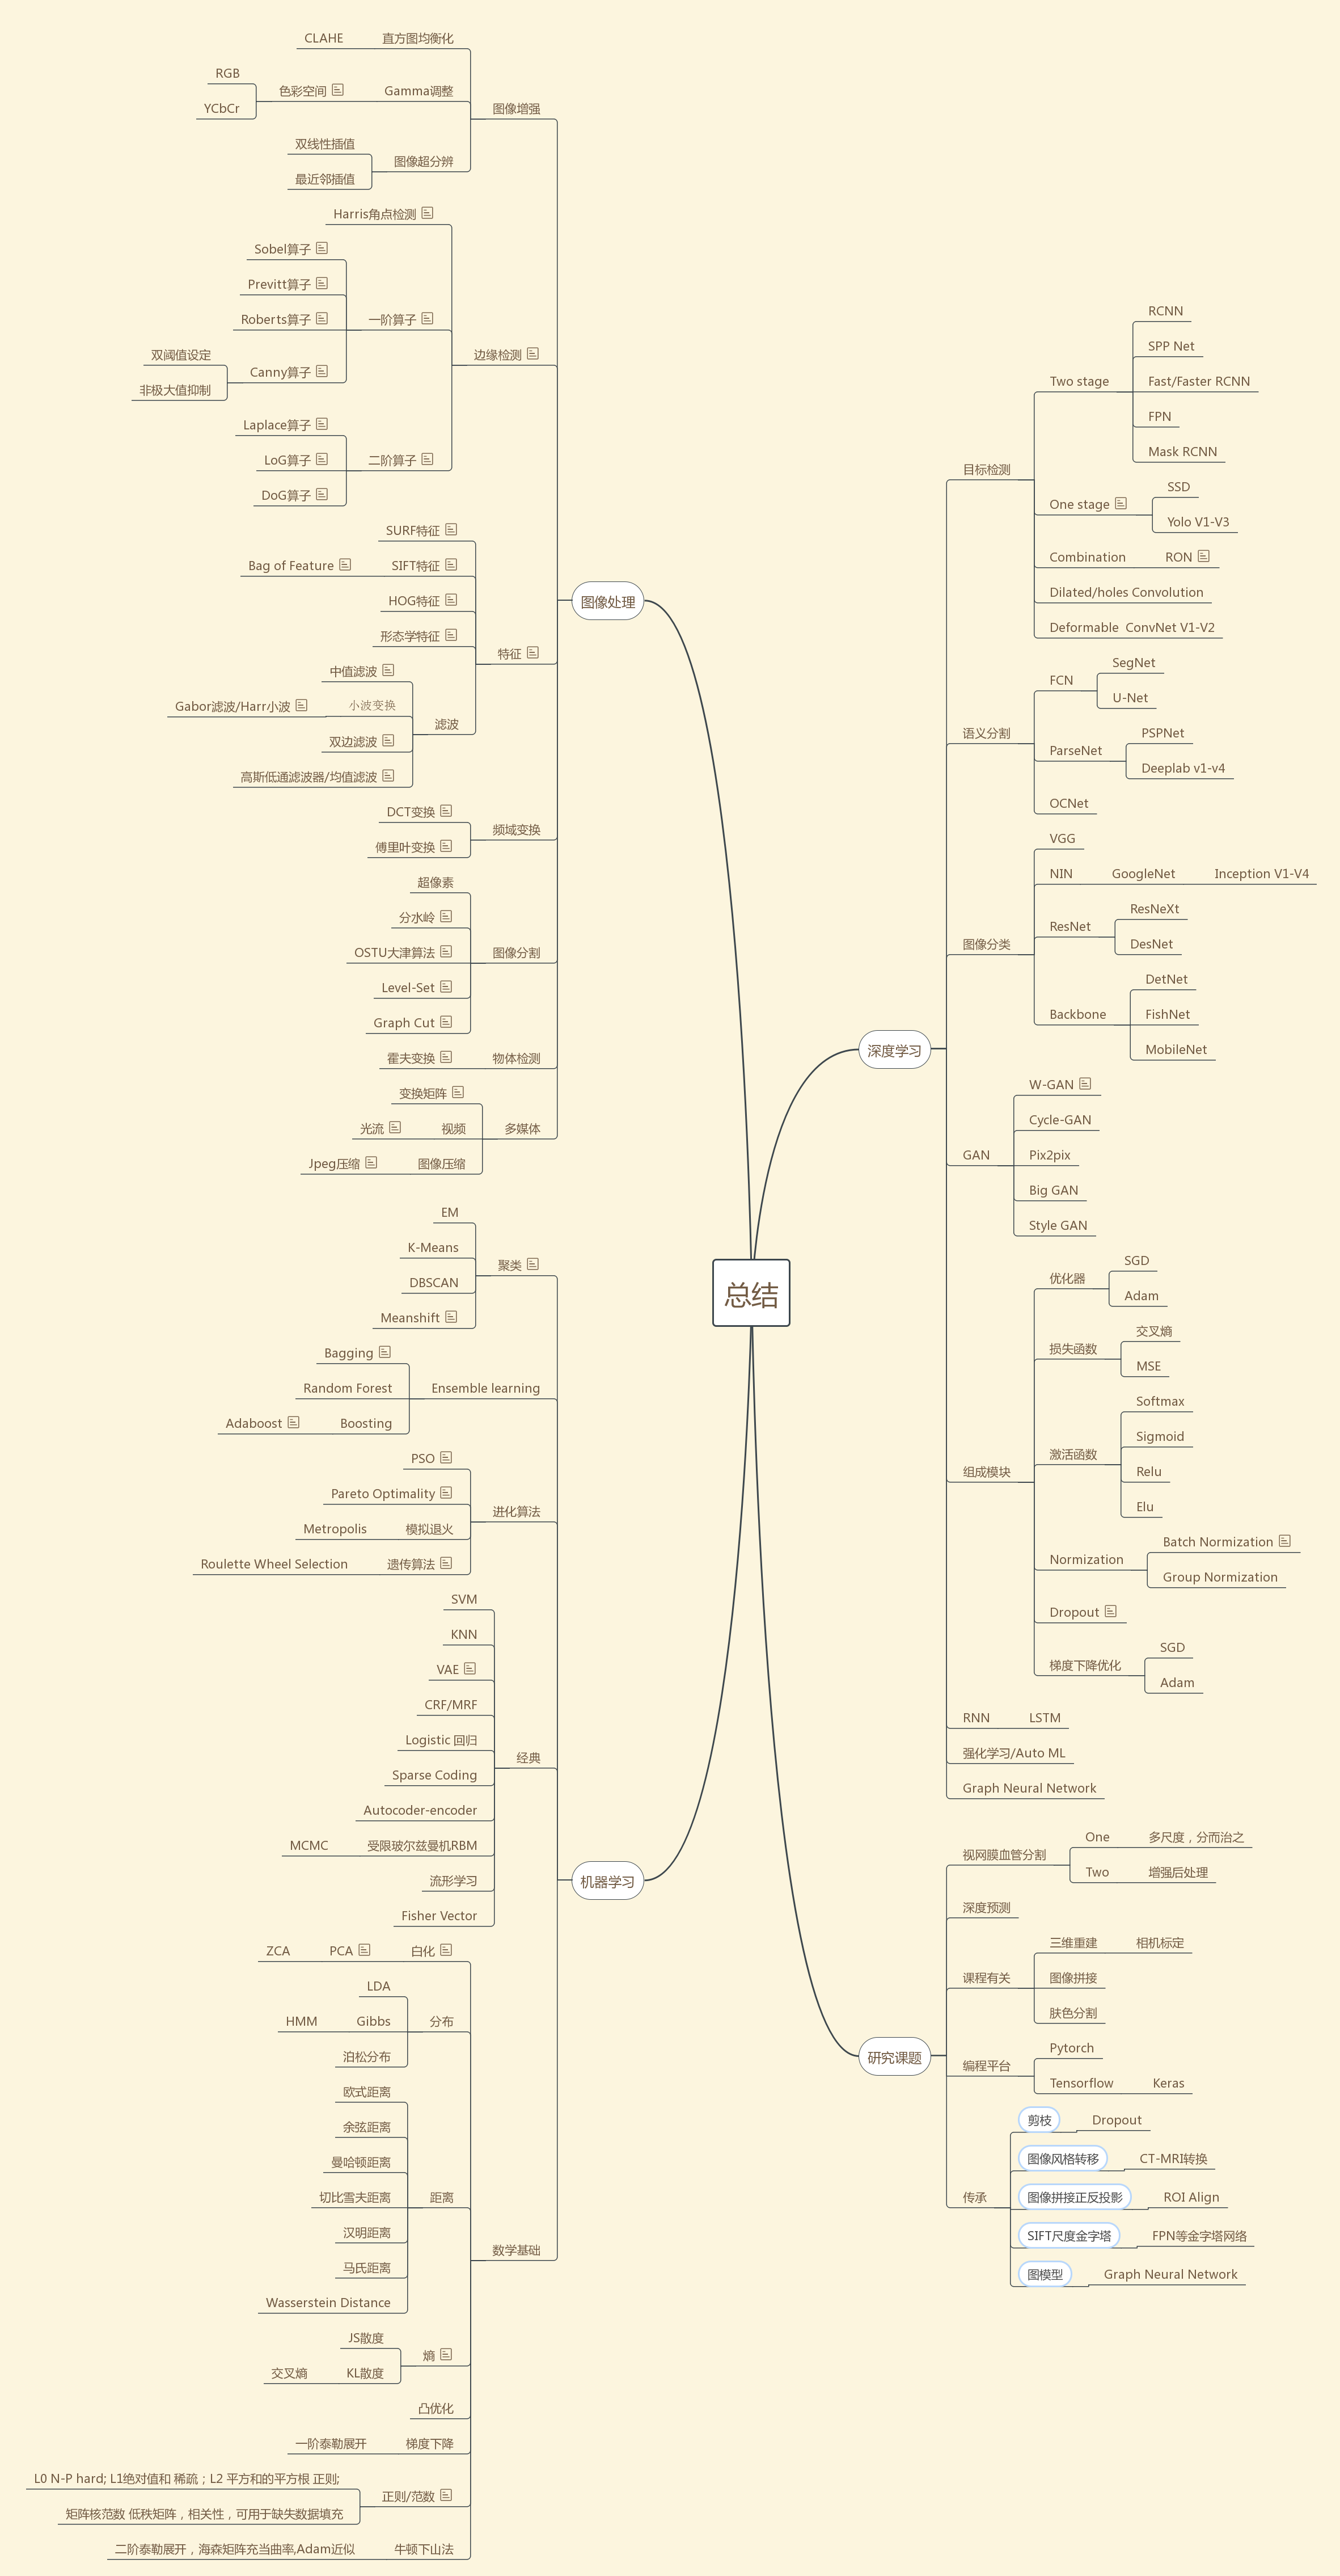 总结
图像处理
图像增强
直方图均衡化
CLAHE
Gamma调整
色彩空间
RGB
YCbCr
图像超分辨
双线性插值
最近邻插值
边缘检测
Harris角点检测
一阶算子
Sobel算子
Previtt算子
Roberts算子
Canny算子
双阈值设定
非极大值抑制
二阶算子
Laplace算子
LoG算子
DoG算子
特征
SURF特征
SIFT特征
Bag of Feature
HOG特征
形态学特征
滤波
中值滤波
小波变换
Gabor滤波/Harr小波
双边滤波
高斯低通滤波器/均值滤波
频域变换
DCT变换
傅里叶变换
图像分割
超像素
分水岭
OSTU大津算法
Level-Set
Graph Cut
物体检测
霍夫变换
多媒体
变换矩阵
视频
光流
图像压缩
Jpeg压缩
机器学习
聚类
EM
K-Means
DBSCAN
Meanshift
Ensemble learning
Bagging
Random Forest
Boosting
Adaboost
进化算法
PSO
Pareto Optimality
模拟退火
Metropolis
遗传算法
Roulette Wheel Selection
经典
SVM
KNN
VAE
CRF/MRF
Logistic 回归
Sparse Coding
Autocoder-encoder
受限玻尔兹曼机RBM
MCMC
流形学习
Fisher Vector
数学基础
白化
PCA
ZCA
分布
LDA
Gibbs
HMM
泊松分布
距离
欧式距离
余弦距离
曼哈顿距离
切比雪夫距离
汉明距离
马氏距离
Wasserstein Distance
熵
JS散度
KL散度
交叉熵
凸优化
梯度下降
一阶泰勒展开
正则/范数
L0 N-P hard; L1绝对值和 稀疏；L2 平方和的平方根 正则;
矩阵核范数 低秩矩阵，相关性，可用于缺失数据填充
牛顿下山法
二阶泰勒展开，海森矩阵充当曲率,Adam近似
深度学习
目标检测
Two stage
RCNN
SPP Net
Fast/Faster RCNN
FPN
Mask RCNN
One stage
SSD
Yolo V1-V3
Combination
RON
Dilated/holes Convolution
Deformable  ConvNet V1-V2
语义分割
FCN
SegNet
U-Net
ParseNet
PSPNet
Deeplab v1-v4
OCNet
图像分类
VGG
NIN
GoogleNet
Inception V1-V4
ResNet
ResNeXt
DesNet
Backbone
DetNet
FishNet
MobileNet
GAN
W-GAN
Cycle-GAN
Pix2pix
Big GAN
Style GAN
组成模块
优化器
SGD
Adam
损失函数
交叉熵
MSE
激活函数
Softmax
Sigmoid
Relu
Elu
Normization
Batch Normization
Group Normization
Dropout
梯度下降优化
SGD
Adam
RNN
LSTM
强化学习/Auto ML
Graph Neural Network
研究课题
视网膜血管分割
One
多尺度，分而治之
Two
增强后处理
深度预测
课程有关
三维重建
相机标定
图像拼接
肤色分割
编程平台
Pytorch
Tensorflow
Keras
传承
剪枝
Dropout
图像风格转移
CT-MRI转换
图像拼接正反投影
ROI Align
SIFT尺度金字塔
FPN等金字塔网络
图模型
Graph Neural Network